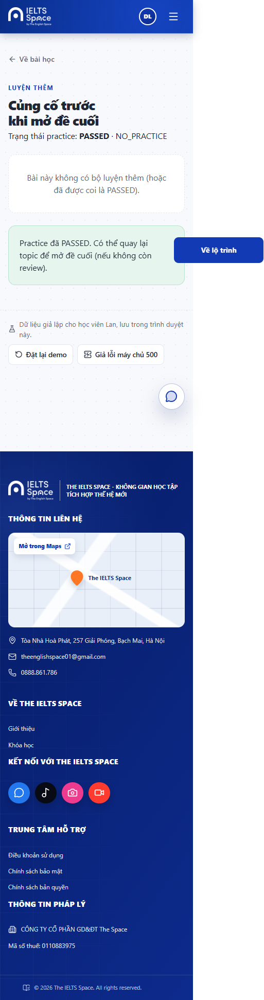 IELTS
Space
by The English Space
DL
Về bài học
LUYỆN THÊM
Củng cố trước
khi mở đề cuối
Trạng thái practice: PASSED · NO_PRACTICE
Bài này không có bộ luyện thêm (hoặc
đã được coi là PASSED).
Practice đã PASSED. Có thể quay lại
topic để mở đề cuối (nếu không còn
review).
Về lộ trình
Dữ liệu giả lập cho học viên Lan, lưu trong trình duyệt
này.
Đặt lại demo
Giả lỗi máy chủ 500
IELTS
Space
by The English Space
THE IELTS SPACE - KHÔNG GIAN HỌC TẬP
TÍCH HỢP THẾ HỆ MỚI
THÔNG TIN LIÊN HỆ
Mở trong Maps
The IELTS Space
Tòa Nhà Hoà Phát, 257 Giải Phóng, Bạch Mai, Hà Nội
theenglishspace01@gmail.com
0888.861.786
VỀ THE IELTS SPACE
Giới thiệu
Khóa học
KẾT NỐI VỚI THE IELTS SPACE
TRUNG TÂM HỖ TRỢ
Điều khoản sử dụng
Chính sách bảo mật
Chính sách bản quyền
THÔNG TIN PHÁP LÝ
CÔNG TY CỔ PHẦN GD&ĐT The Space
Mã số thuế: 0110883975
© 2026 The IELTS Space. All rights reserved.